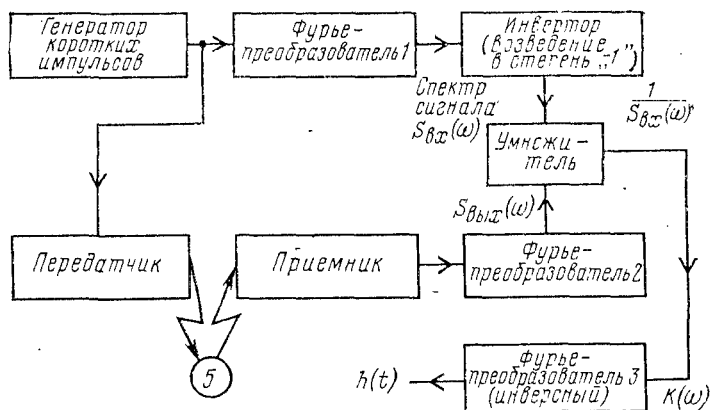 Генератор
коротких
импульсов
Фурье-
преобразователь 1
Инвертор
(возведение
в степень „-1”)
Спектр
сигнала
Sвх(ω)
1
Sвх(ω)
Умножи-
тель
Sвых(ω)
Передатчик
Приемник
Фурье-
преобразователь 2
5
h(t)
Фурье-
преобразователь 3
(инверсный)
K(ω)